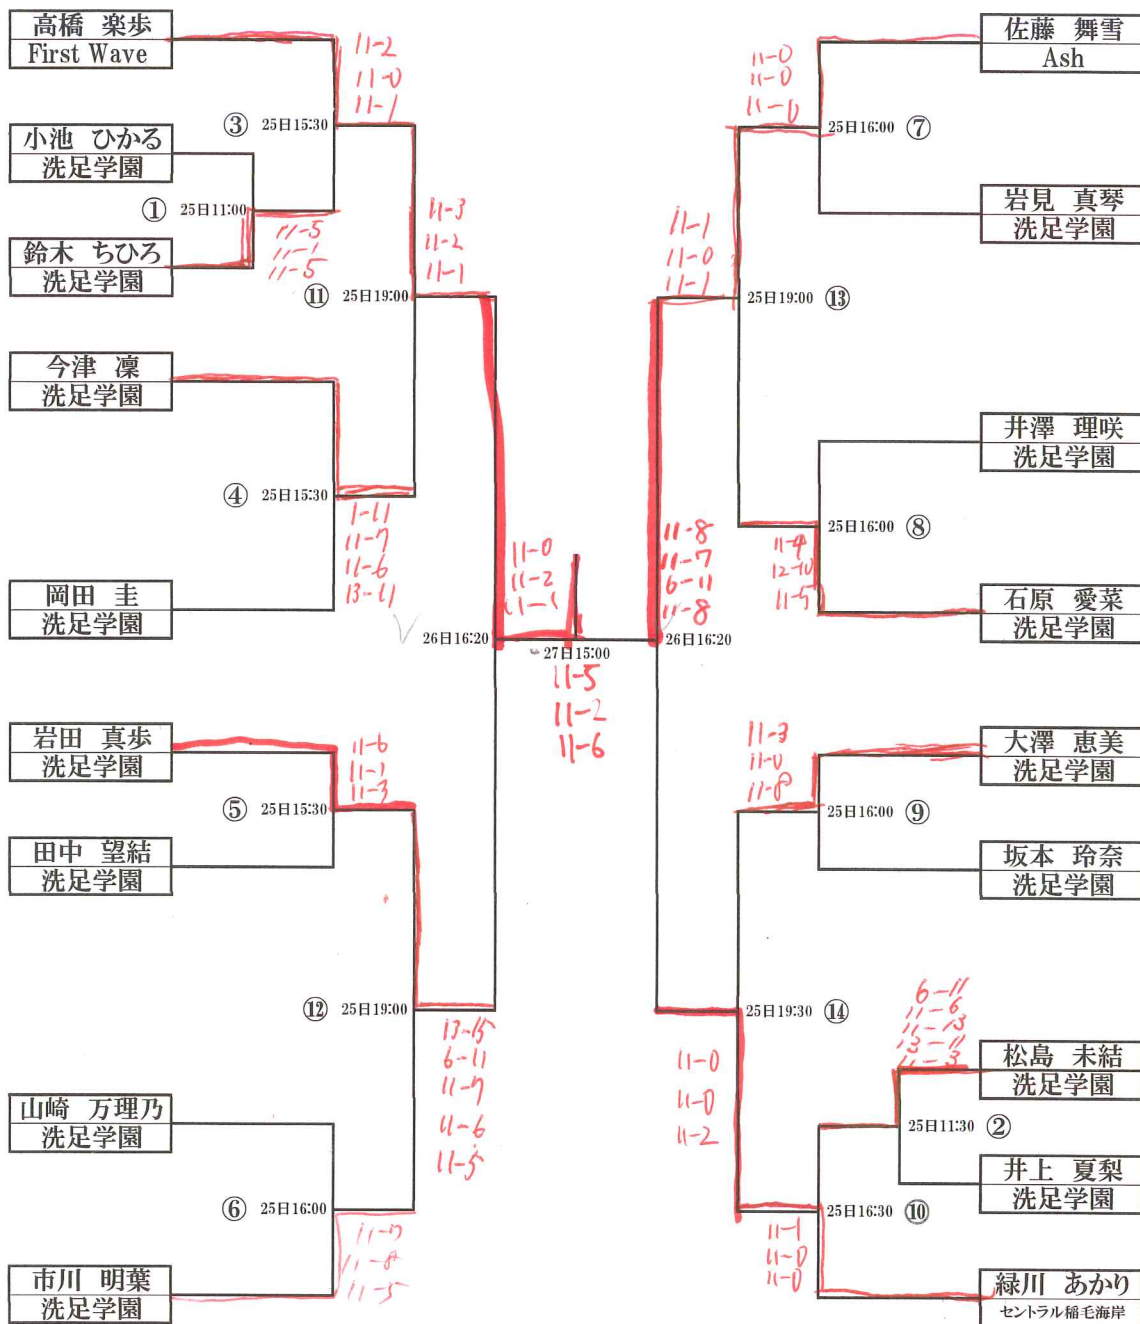 高橋 楽歩
First Wave
11-2
11-0
11-1
③ 25日15:30
小池 ひかる
洗足学園
① 25日11:00
11-5
11-1
11-5
鈴木 ちひろ
洗足学園
11-3
11-2
11-1
⑪ 25日19:00
今津 凜
洗足学園
④ 25日15:30
1-11
11-7
11-6
13-11
岡田 圭
洗足学園
11-0
11-2
11-1
26日16:20
27日15:00
11-5
11-2
11-6
岩田 真歩
洗足学園
11-6
11-1
11-3
⑤ 25日15:30
田中 望結
洗足学園
⑫ 25日19:00
13-15
6-11
11-7
11-6
11-5
山崎 万理乃
洗足学園
⑥ 25日16:00
11-8
11-5
市川 明葉
洗足学園
佐藤 舞雪
Ash
11-0
11-0
11-0
25日16:00 ⑦
岩見 真琴
洗足学園
11-1
11-0
11-1
25日19:00 ⑬
井澤 理咲
洗足学園
25日16:00 ⑧
11-4
12-10
11-5
石原 愛菜
洗足学園
11-8
11-7
6-11
11-8
26日16:20
大澤 恵美
洗足学園
11-3
11-0
11-8
25日16:00 ⑨
坂本 玲奈
洗足学園
25日19:30 ⑭
11-0
11-0
11-2
6-11
11-6
11-13
13-11
11-3
松島 未結
洗足学園
25日11:30 ②
井上 夏梨
洗足学園
25日16:30 ⑩
11-1
11-0
11-0
緑川 あかり
セントラル稲毛海岸